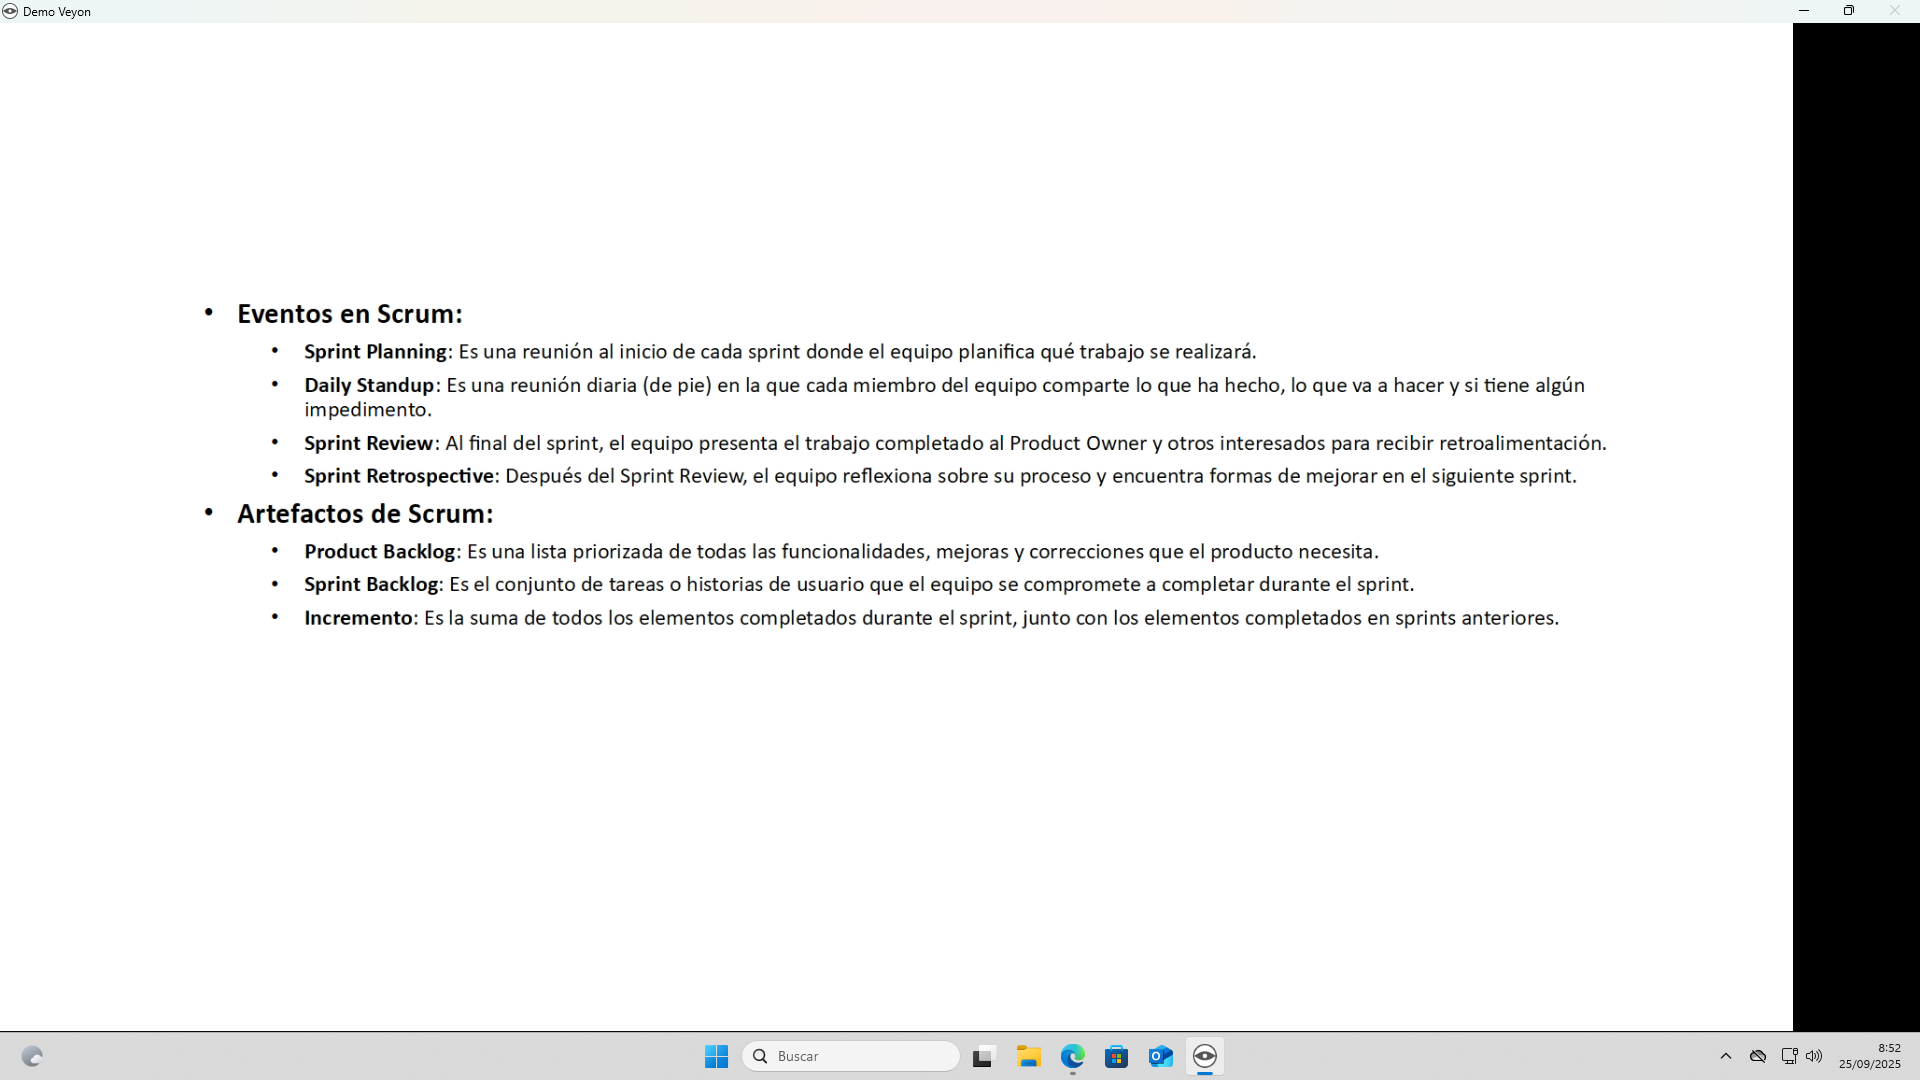 Demo Veyon
• Eventos en Scrum:
• Sprint Planning: Es una reunión al inicio de cada sprint donde el equipo planifica qué trabajo se realizará.
• Daily Standup: Es una reunión diaria (de pie) en la que cada miembro del equipo comparte lo que ha hecho, lo que va a hacer y si tiene algún
impedimento.
• Sprint Review: Al final del sprint, el equipo presenta el trabajo completado al Product Owner y otros interesados para recibir retroalimentación.
• Sprint Retrospective: Después del Sprint Review, el equipo reflexiona sobre su proceso y encuentra formas de mejorar en el siguiente sprint.
• Artefactos de Scrum:
• Product Backlog: Es una lista priorizada de todas las funcionalidades, mejoras y correcciones que el producto necesita.
• Sprint Backlog: Es el conjunto de tareas o historias de usuario que el equipo se compromete a completar durante el sprint.
• Incremento: Es la suma de todos los elementos completados durante el sprint, junto con los elementos completados en sprints anteriores.
Buscar
8:52
25/09/2025